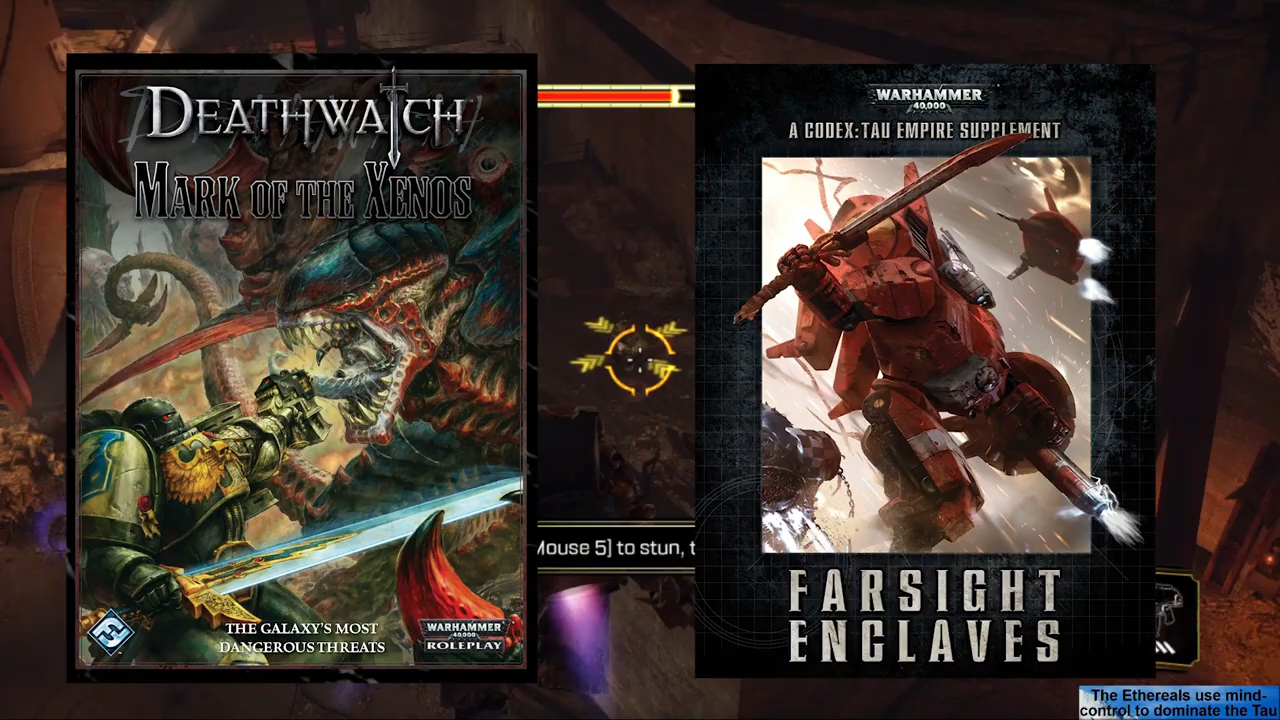 DEATHWATCH
MARK OF THE XENOS
THE GALAXY'S MOST
DANGEROUS THREATS
WARHAMMER
40,000
ROLEPLAY
Mouse 5] to stun, t
WARHAMMER
40,000
A CODEX: TAU EMPIRE SUPPLEMENT
FARSIGHT
ENCLAVES
The Ethereals use mind-
control to dominate the Tau